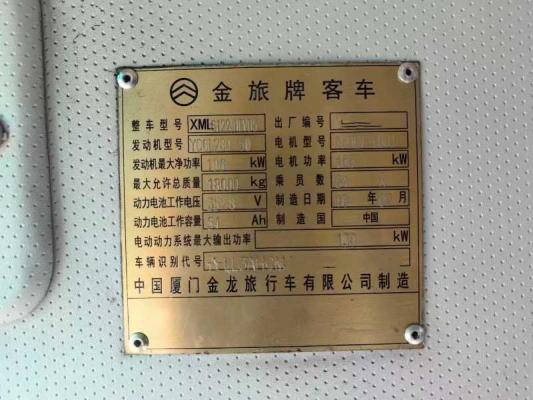 金旅牌客车
整车型号 XML 出厂编号
发动机型号 电机型号
发动机最大净功率 kW 电机功率 kW
最大允许总质量 18000 kg 乘员数
动力电池工作电压 V 制造日期 年 月
动力电池工作容量 Ah 制造国 中国
电动动力系统最大输出功率 kW
车辆识别代号
中国厦门金龙旅行车有限公司制造